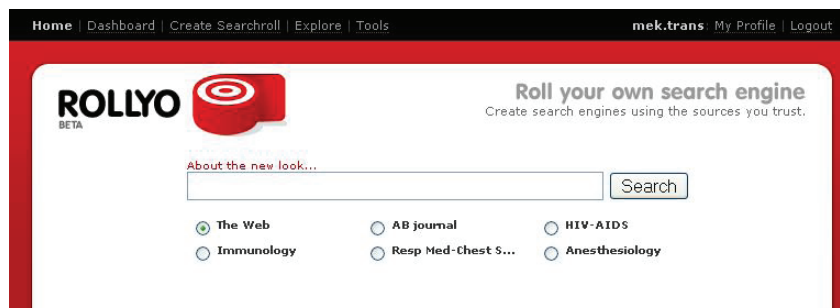 Home | Dashboard | Create Searchroll | Explore | Tools
mek.trans: My Profile | Logout
ROLLYO
BETA
Roll your own search engine
Create search engines using the sources you trust.
About the new look...
Search
The Web
AB journal
HIV-AIDS
Immunology
Resp Med-Chest S...
Anesthesiology